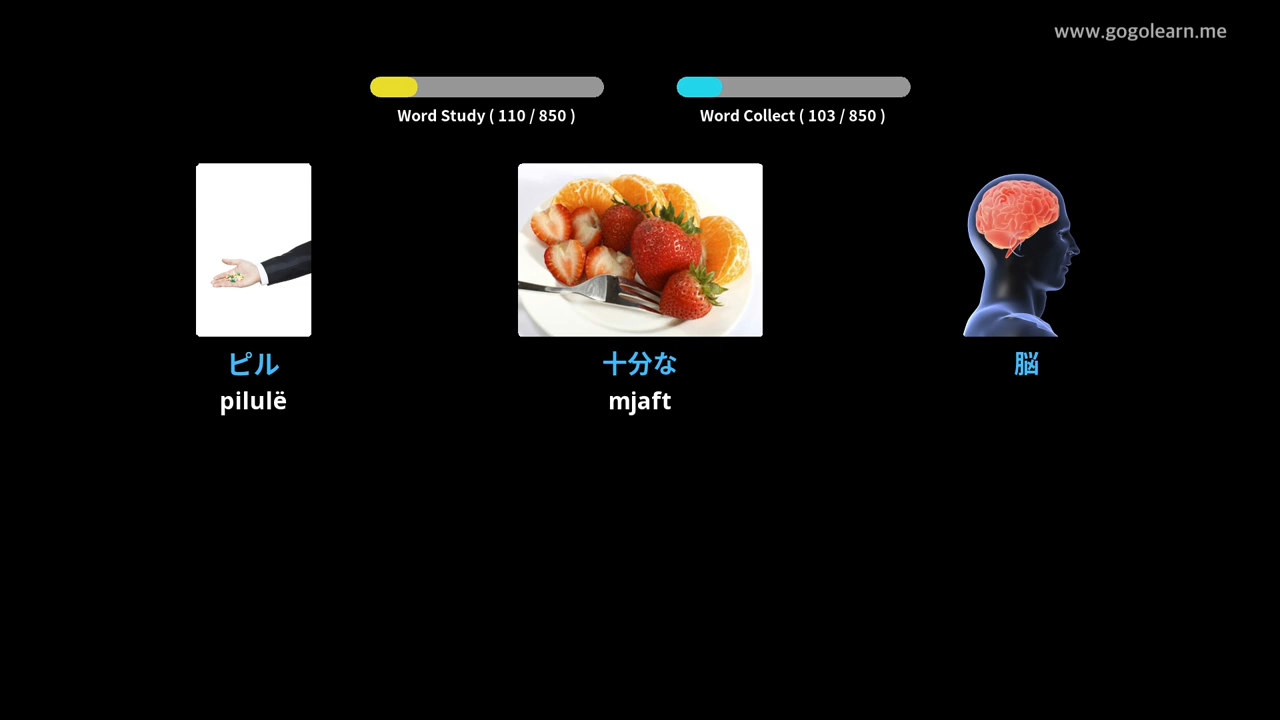 www.gogolearn.me
Word Study ( 110 / 850 )
Word Collect ( 103 / 850 )
ピル
pilulë
十分な
mjaft
脳